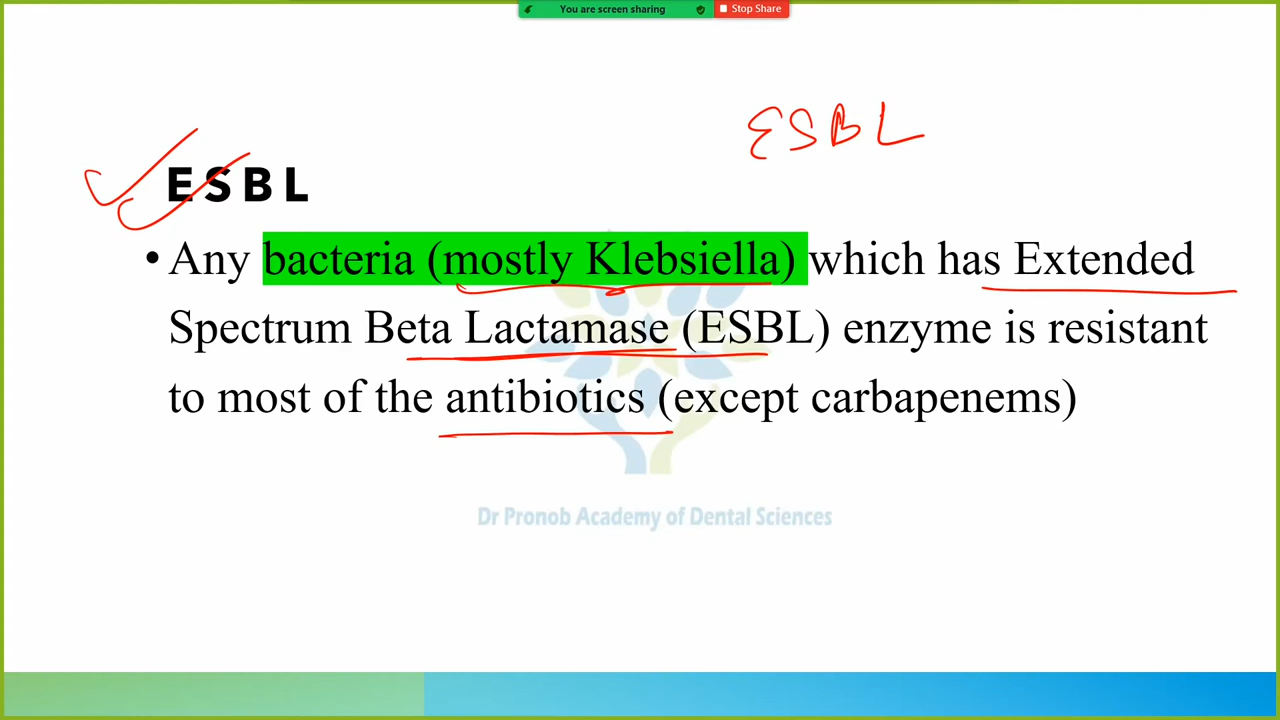 You are screen sharing Stop Share
ESBL
ESBL
• Any bacteria (mostly Klebsiella) which has Extended
Spectrum Beta Lactamase (ESBL) enzyme is resistant
to most of the antibiotics (except carbapenems)
Dr Pronob Academy of Dental Sciences